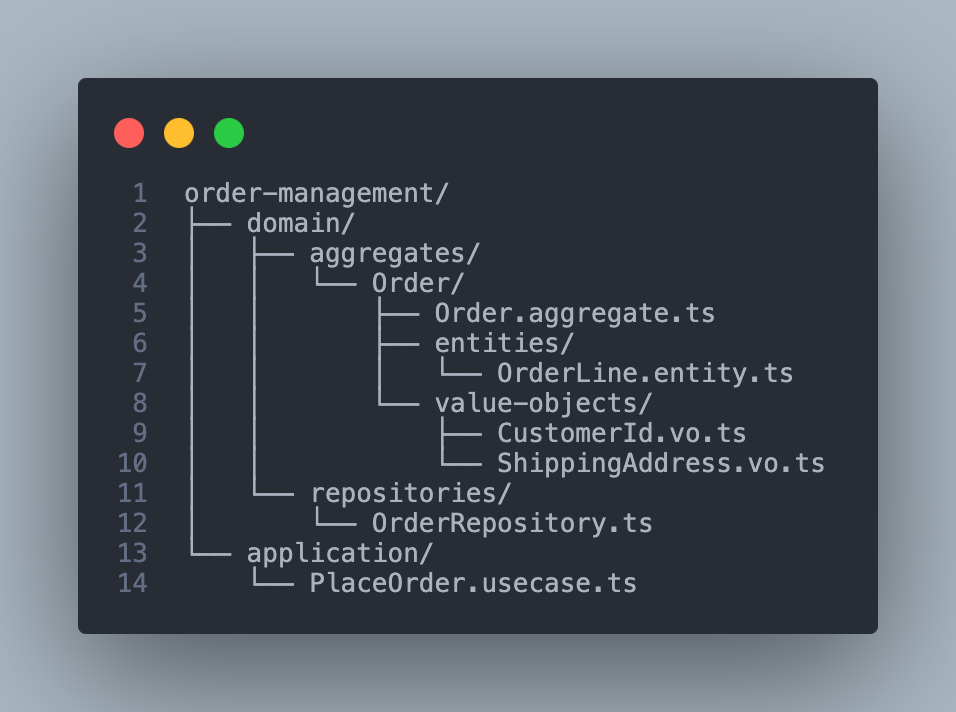 1 order-management/
2 ├── domain/
3 │   ├── aggregates/
4 │   │   └── Order/
5 │   │       ├── Order.aggregate.ts
6 │   │       ├── entities/
7 │   │       │   └── OrderLine.entity.ts
8 │   │       └── value-objects/
9 │   │           ├── CustomerId.vo.ts
10 │   │           └── ShippingAddress.vo.ts
11 │   └── repositories/
12 │       └── OrderRepository.ts
13 └── application/
14     └── PlaceOrder.usecase.ts